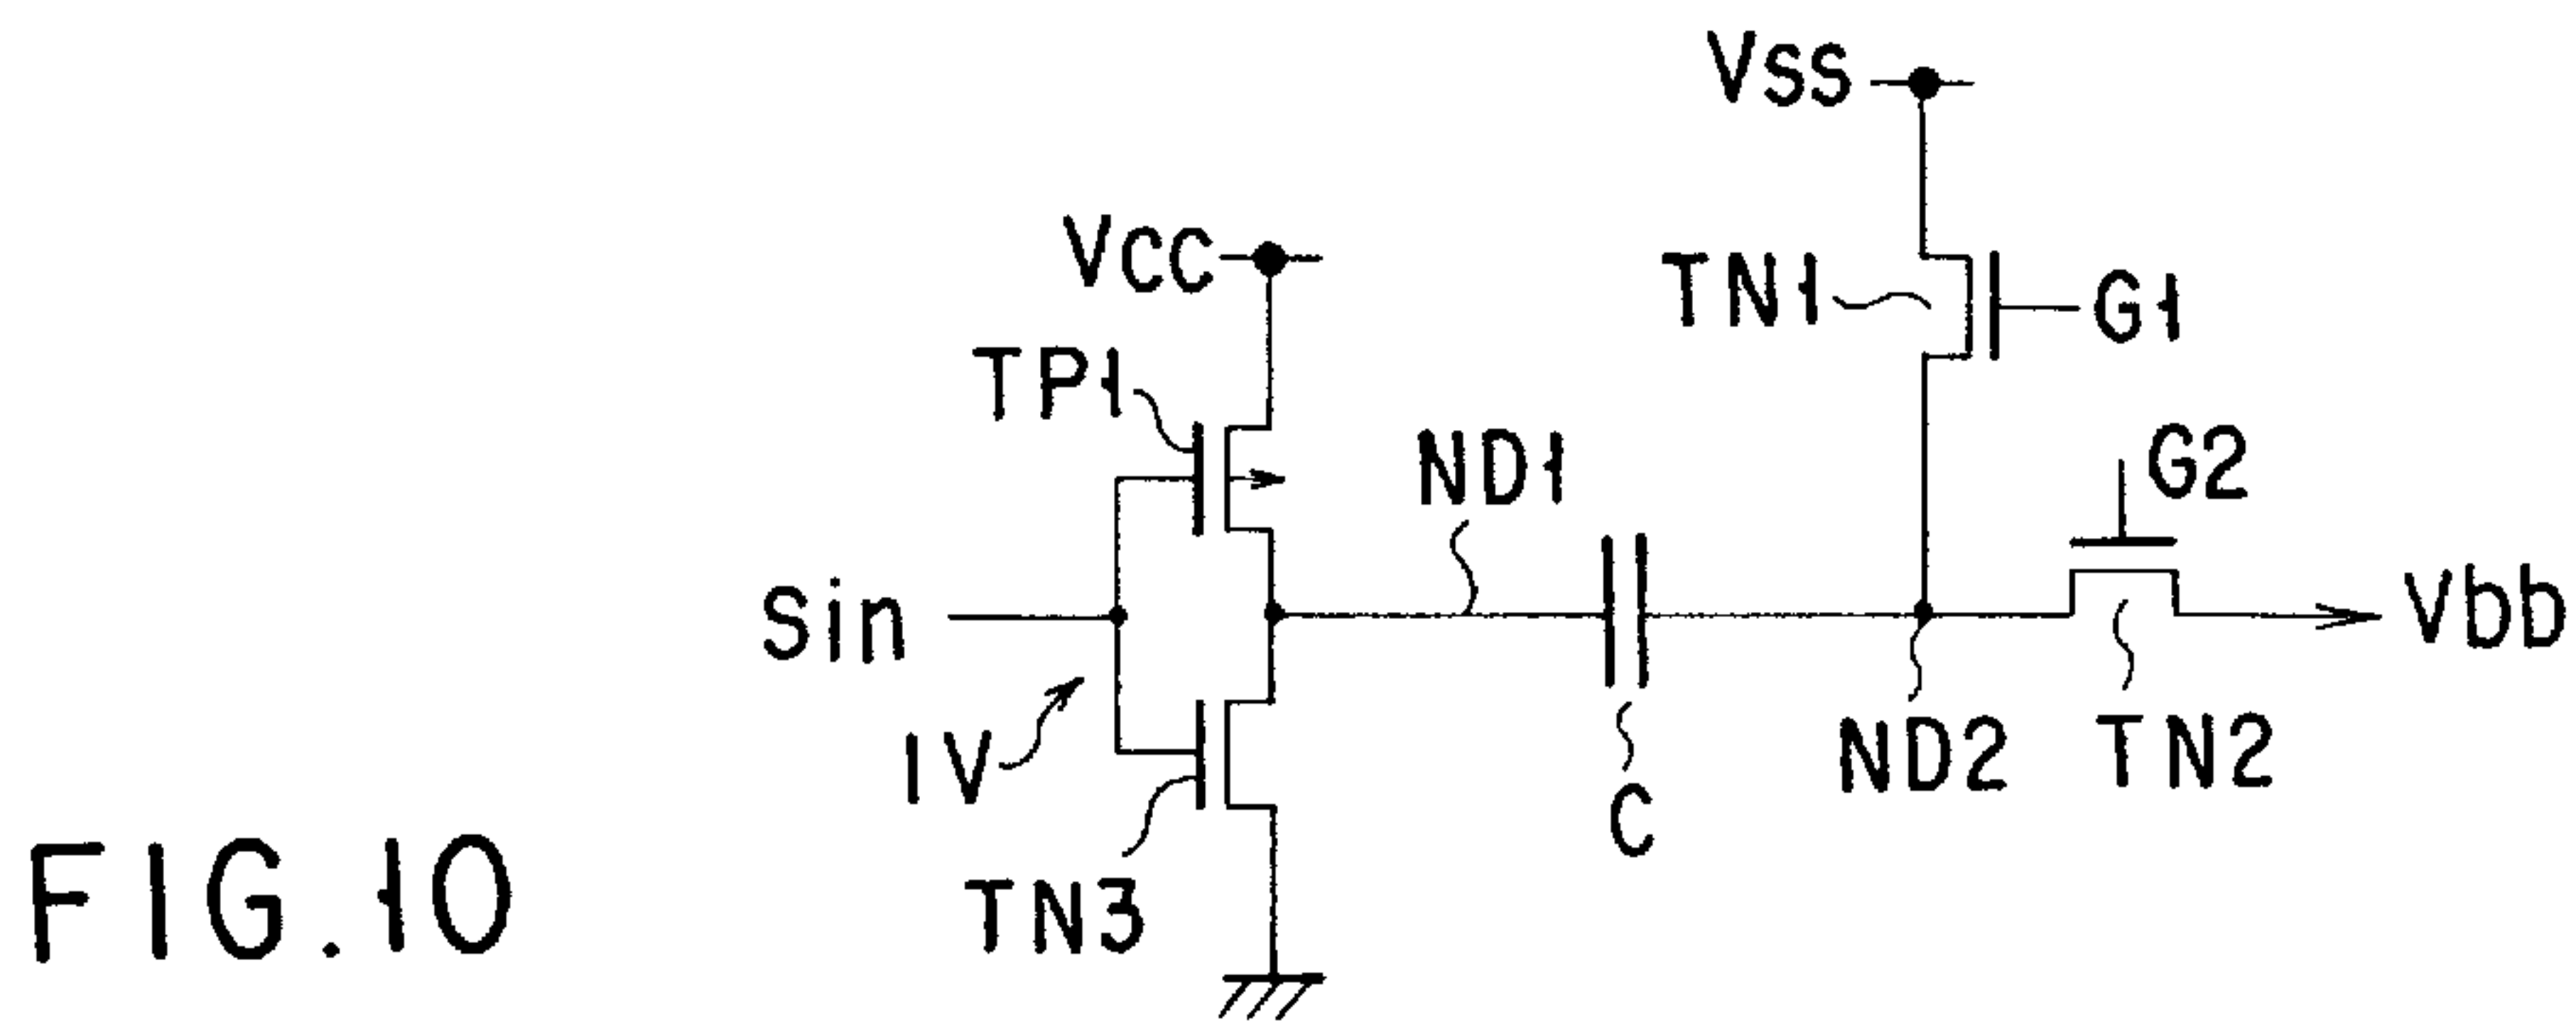 Vss
Vcc
TN1
G1
TP1
ND1
G2
Sin
Vbb
IV
ND2
TN2
C
TN3
FIG.10